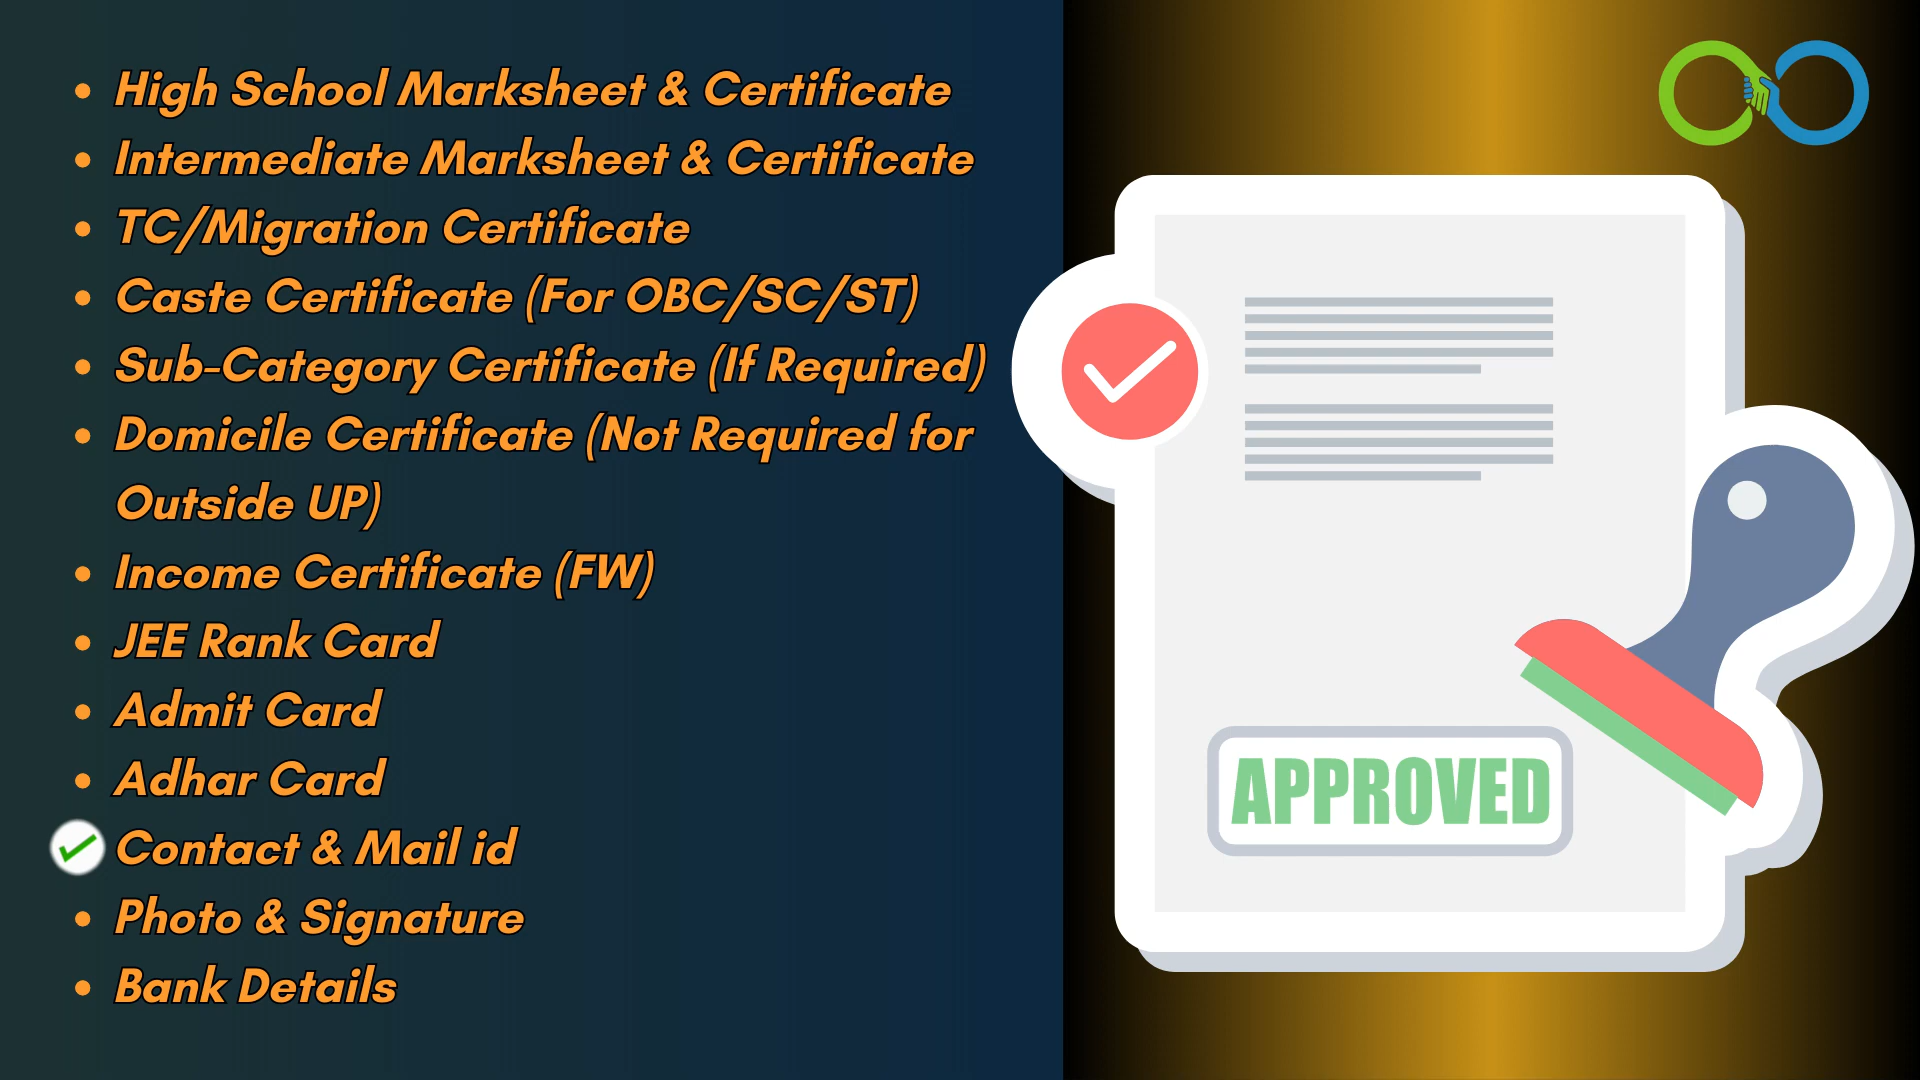 High School Marksheet & Certificate
Intermediate Marksheet & Certificate
TC/Migration Certificate
Caste Certificate (For OBC/SC/ST)
Sub-Category Certificate (If Required)
Domicile Certificate (Not Required for
Outside UP)
Income Certificate (FW)
JEE Rank Card
Admit Card
Adhar Card
Contact & Mail id
Photo & Signature
Bank Details
APPROVED